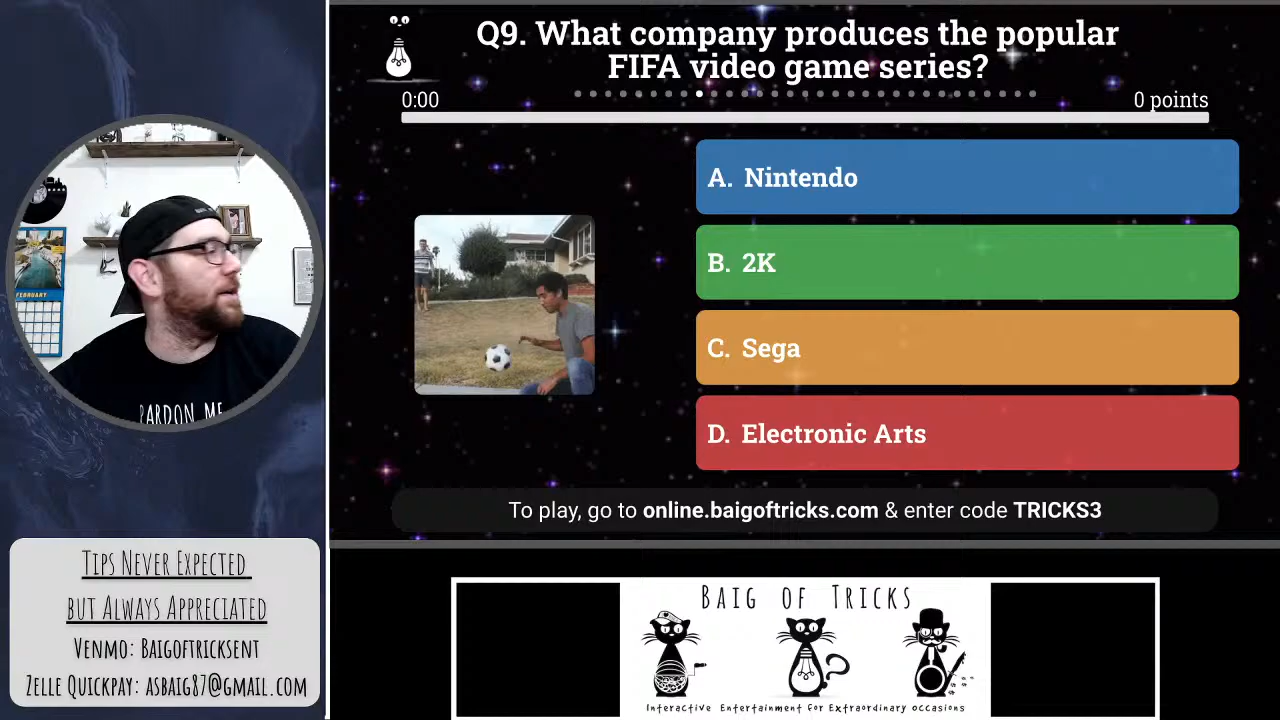 Q9. What company produces the popular
FIFA video game series?
0:00
0 points
A. Nintendo
B. 2K
C. Sega
D. Electronic Arts
To play, go to online.baigoftricks.com & enter code TRICKS3
FEBRUARY
PARDON ME
Tips Never Expected
but Always Appreciated
Venmo: Baigoftricksent
Zelle Quickpay: asbaig87@gmail.com
Baig of Tricks
Interactive Entertainment for Extraordinary Occasions